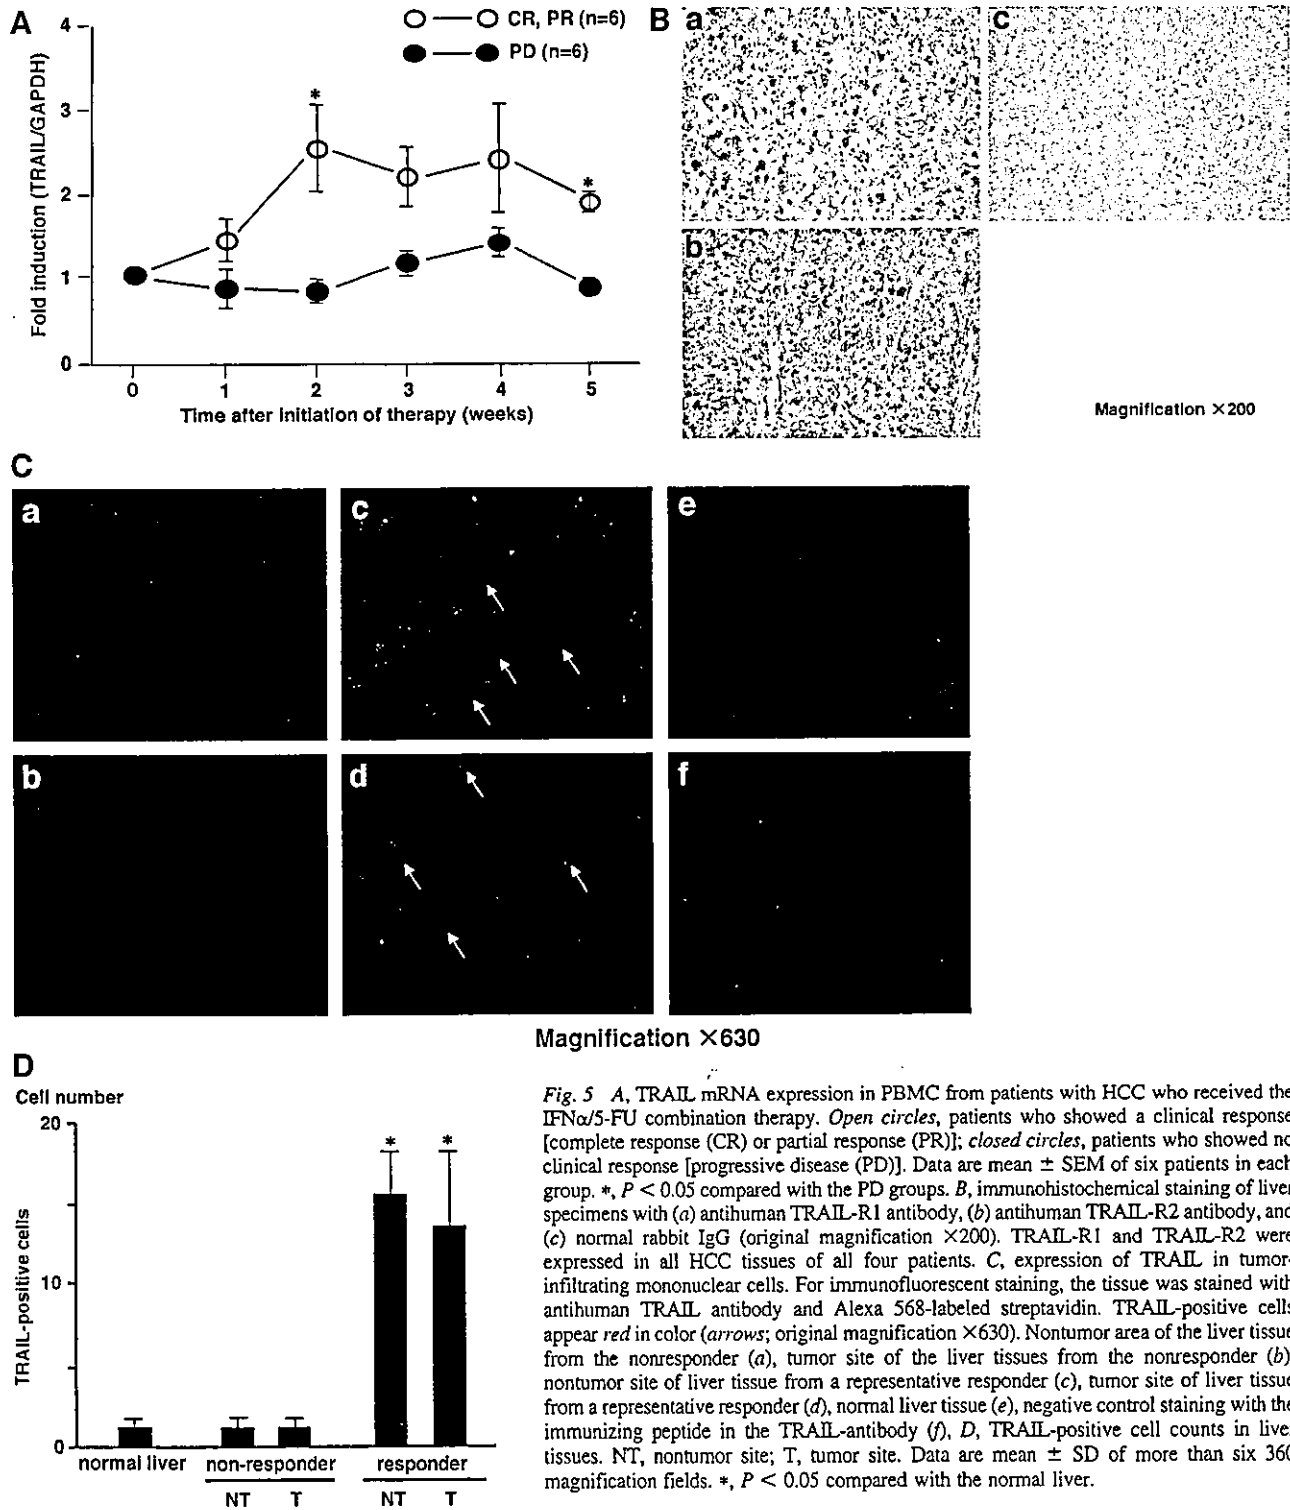 A
4
3
2
1
0
Fold induction (TRAIL/GAPDH)
CR, PR (n=6)
PD (n=6)
*
*
0 1 2 3 4 5
Time after initiation of therapy (weeks)
B
a
c
b
Magnification ×200
C
a
c
e
b
d
f
Magnification ×630
D
Cell number
20
10
0
TRAIL-positive cells
* *
normal liver non-responder responder
NT T NT T
Fig. 5 A, TRAIL mRNA expression in PBMC from patients with HCC who received the
IFNα/5-FU combination therapy. Open circles, patients who showed a clinical response
[complete response (CR) or partial response (PR)]; closed circles, patients who showed no
clinical response [progressive disease (PD)]. Data are mean ± SEM of six patients in each
group. *, P < 0.05 compared with the PD groups. B, immunohistochemical staining of liver
specimens with (a) antihuman TRAIL-R1 antibody, (b) antihuman TRAIL-R2 antibody, and
(c) normal rabbit IgG (original magnification ×200). TRAIL-R1 and TRAIL-R2 were
expressed in all HCC tissues of all four patients. C, expression of TRAIL in tumor-
infiltrating mononuclear cells. For immunofluorescent staining, the tissue was stained with
antihuman TRAIL antibody and Alexa 568-labeled streptavidin. TRAIL-positive cells
appear red in color (arrows; original magnification ×630). Nontumor area of the liver tissue
from the nonresponder (a), tumor site of the liver tissues from the nonresponder (b)
nontumor site of liver tissue from a representative responder (c), tumor site of liver tissue
from a representative responder (d), normal liver tissue (e), negative control staining with the
immunizing peptide in the TRAIL-antibody (f), D, TRAIL-positive cell counts in liver
tissues. NT, nontumor site; T, tumor site. Data are mean ± SD of more than six 360
magnification fields. *, P < 0.05 compared with the normal liver.